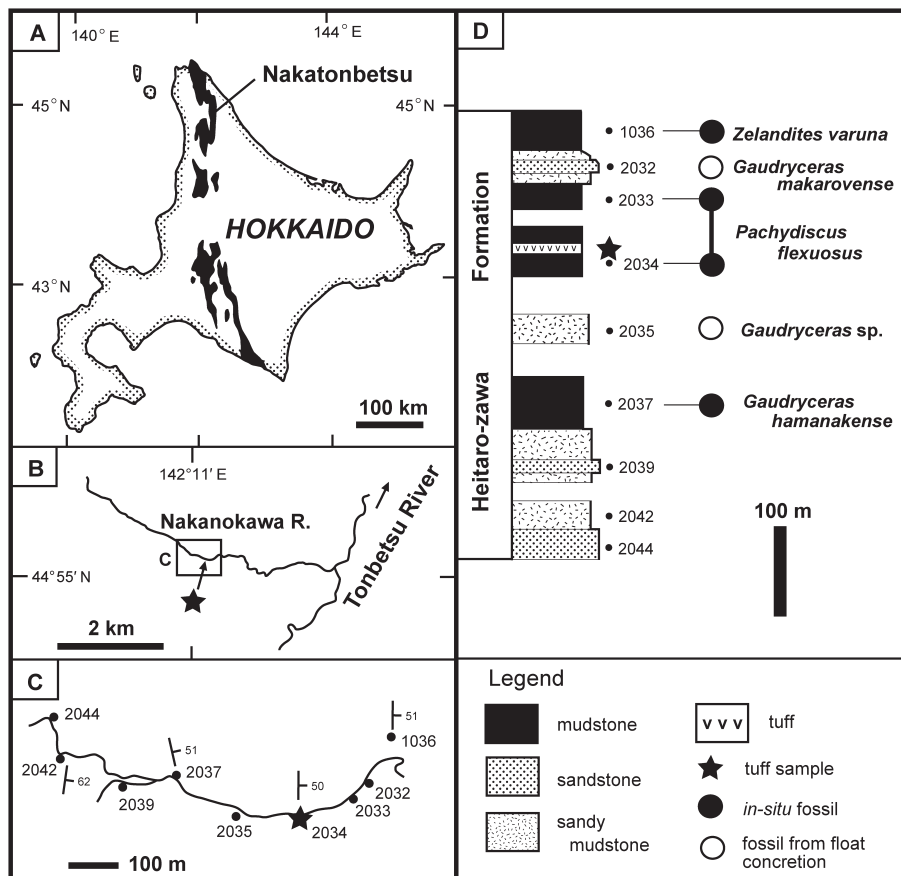 A
140°E
144°E
Nakatonbetsu
45°N
45°N
HOKKAIDO
43°N
100 km
B
142°11′ E
Nakanokawa R.
C
44°55′ N
Tonbetsu River
2 km
C
2044
51
1036
2042
62
51
2037
2039
50
2032
2033
2035
2034
100 m
D
Formation
Heitaro-zawa
1036
Zelandites varuna
2032
Gaudryceras
makarovense
2033
Pachydiscus
flexuosus
v v v v v v v v v
2034
2035
Gaudryceras sp.
2037
Gaudryceras
hamanakense
2039
2042
2044
100 m
Legend
mudstone
v v v
tuff
sandstone
tuff sample
sandy
mudstone
in-situ fossil
fossil from float
concretion